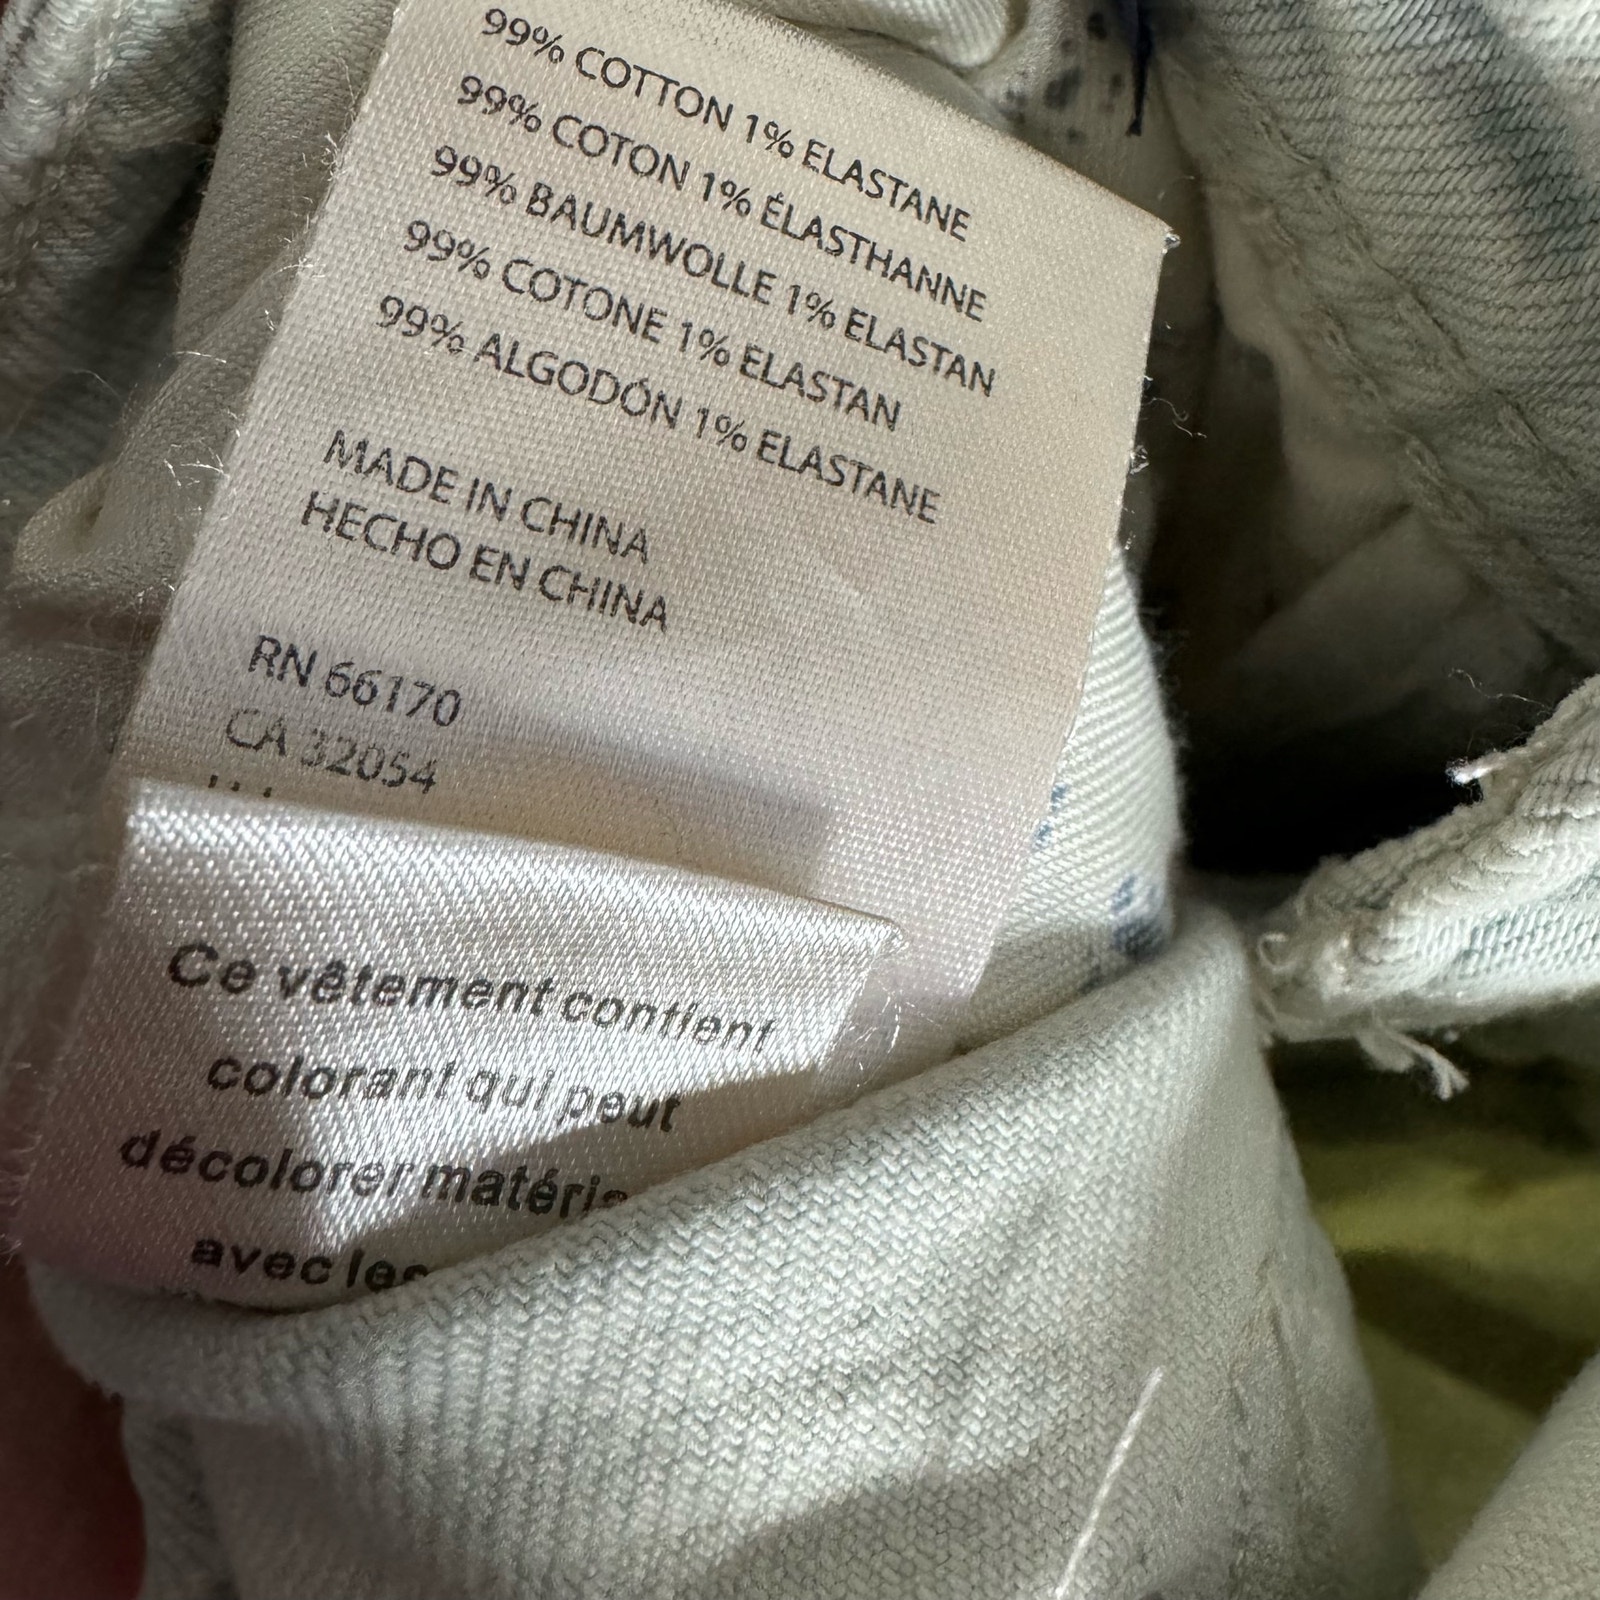 99% COTTON 1% ELASTANE
99% COTON 1% ÉLASTHANNE
99% BAUMWOLLE 1% ELASTAN
99% COTONE 1% ELASTAN
99% ALGODÓN 1% ELASTANE
MADE IN CHINA
HECHO EN CHINA
RN 66170
CA 32054
Ce vêtement contient
colorant qui peut
décolorer
avec les